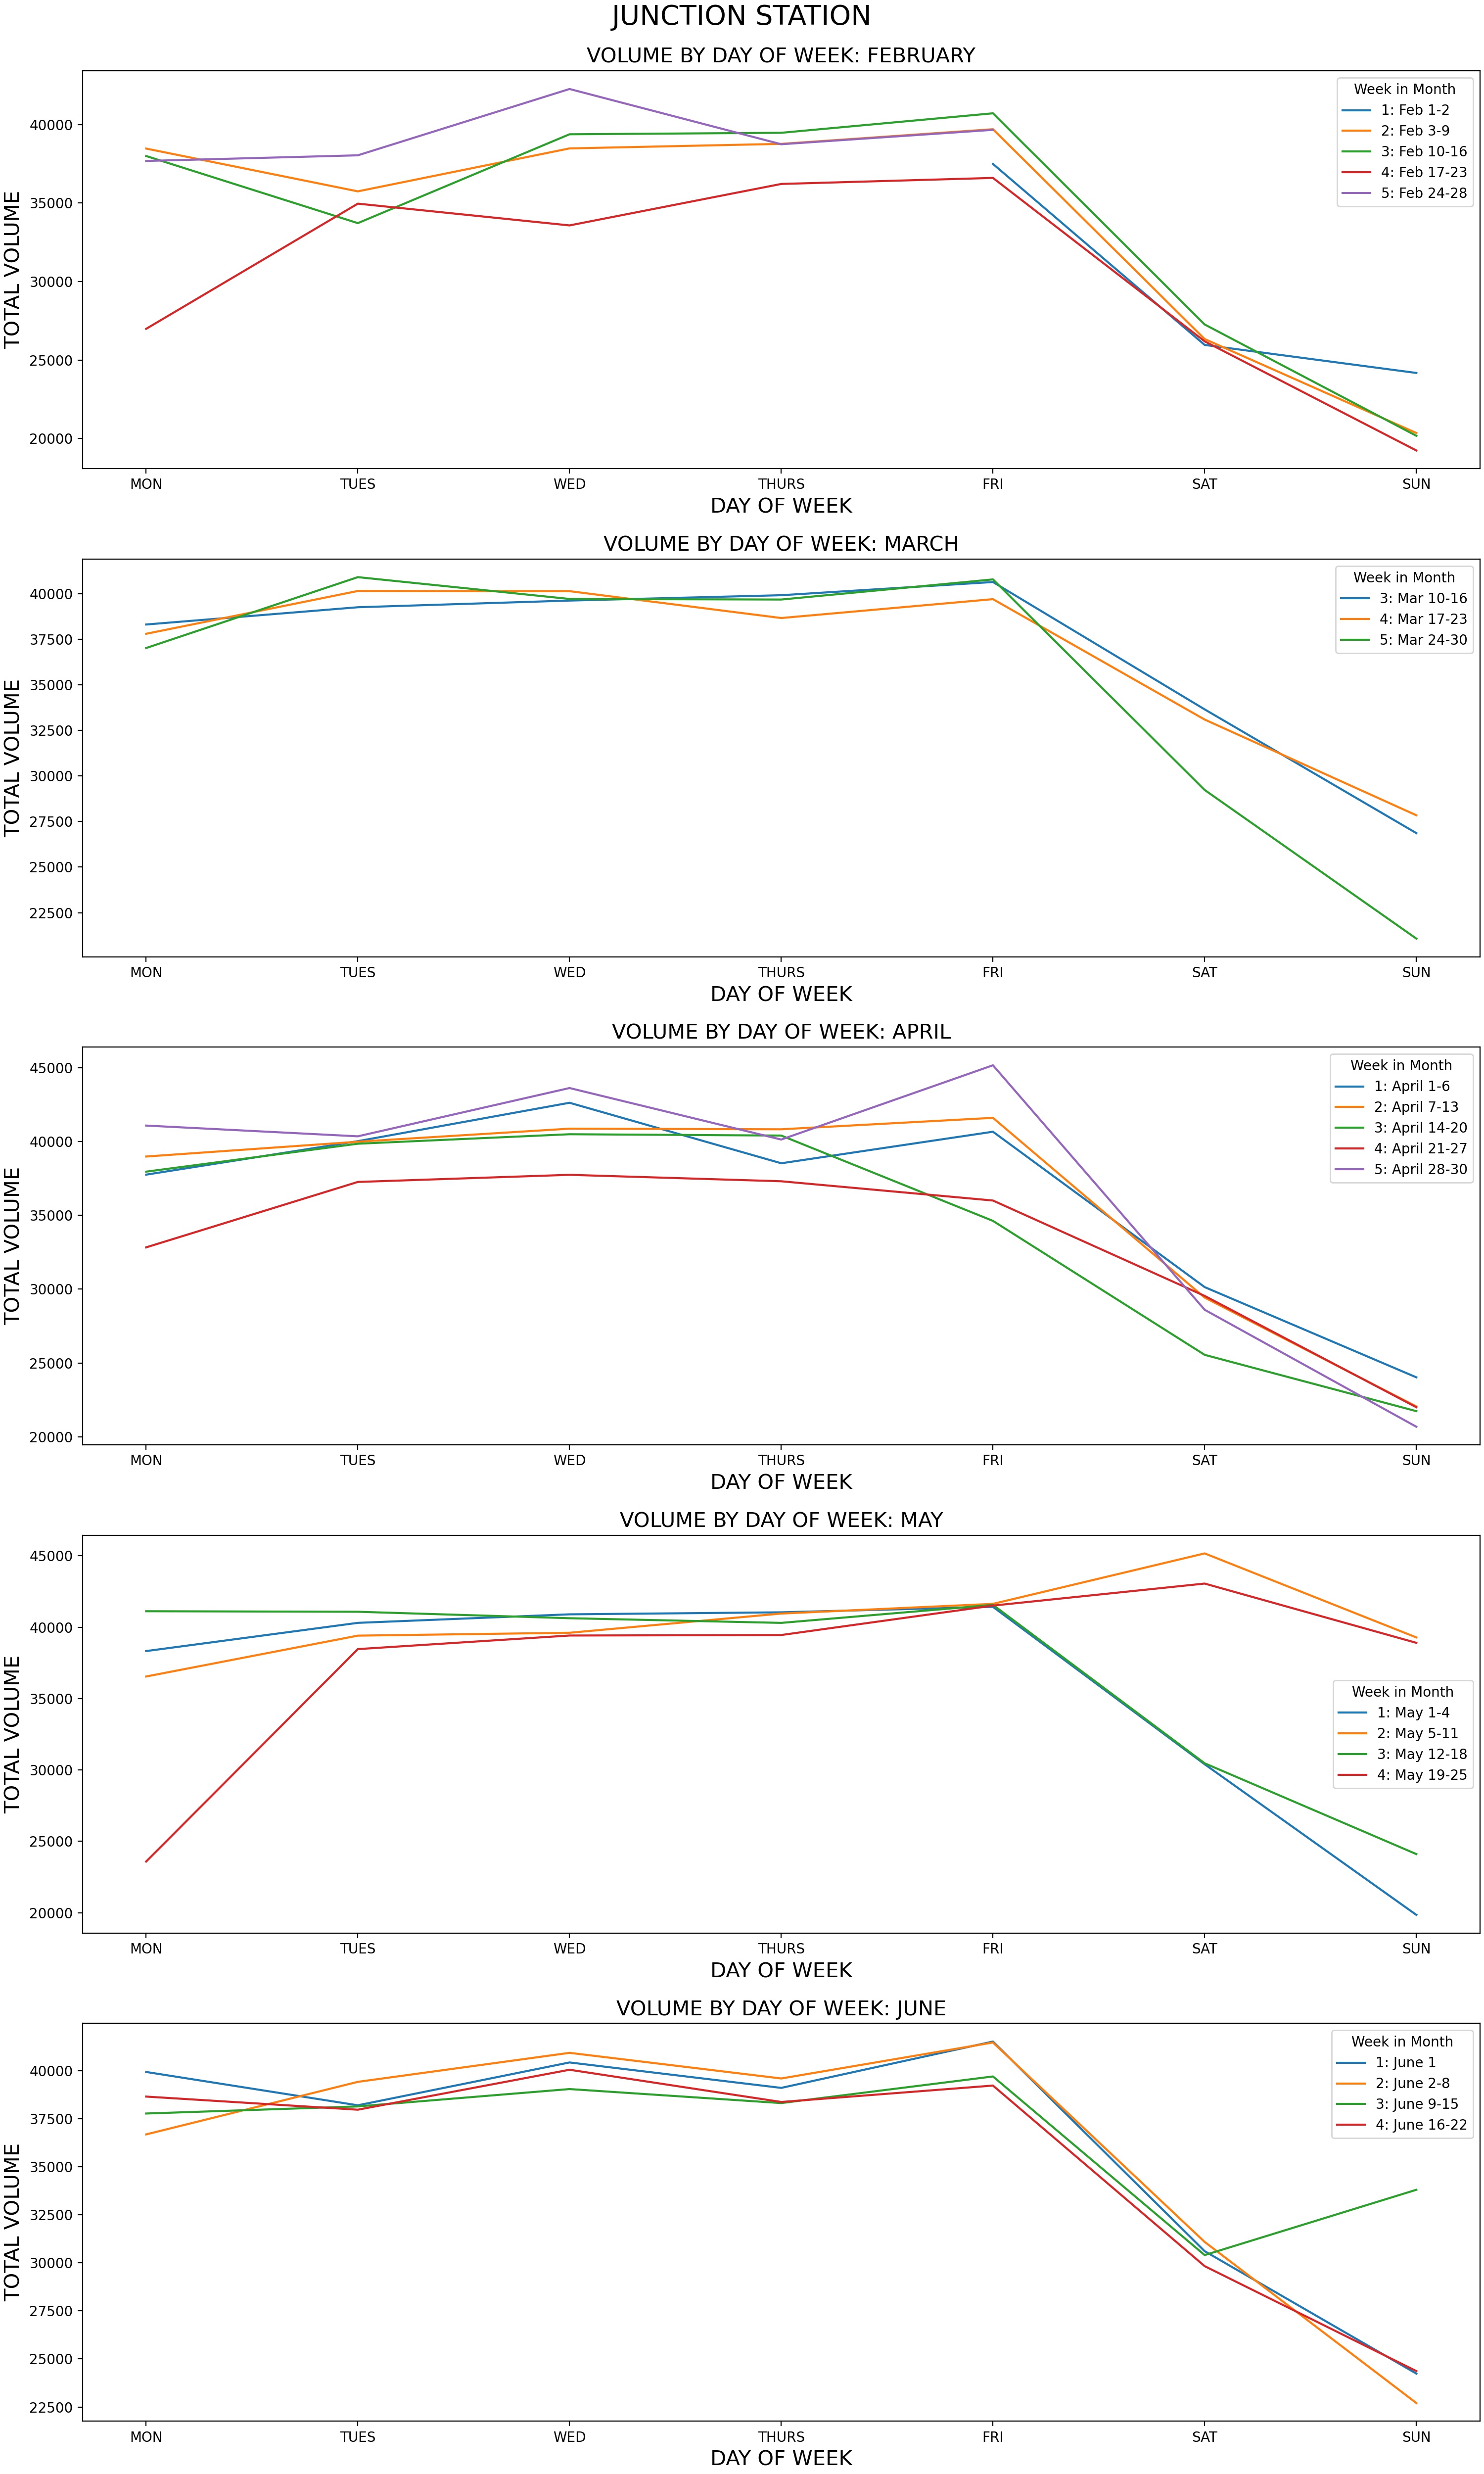 JUNCTION STATION
VOLUME BY DAY OF WEEK: FEBRUARY
TOTAL VOLUME
40000
35000
30000
25000
20000
Week in Month
1: Feb 1-2
2: Feb 3-9
3: Feb 10-16
4: Feb 17-23
5: Feb 24-28
MON TUES WED THURS FRI SAT SUN
DAY OF WEEK
VOLUME BY DAY OF WEEK: MARCH
TOTAL VOLUME
40000
37500
35000
32500
30000
27500
25000
22500
Week in Month
3: Mar 10-16
4: Mar 17-23
5: Mar 24-30
MON TUES WED THURS FRI SAT SUN
DAY OF WEEK
VOLUME BY DAY OF WEEK: APRIL
TOTAL VOLUME
45000
40000
35000
30000
25000
20000
Week in Month
1: April 1-6
2: April 7-13
3: April 14-20
4: April 21-27
5: April 28-30
MON TUES WED THURS FRI SAT SUN
DAY OF WEEK
VOLUME BY DAY OF WEEK: MAY
TOTAL VOLUME
45000
40000
35000
30000
25000
20000
Week in Month
1: May 1-4
2: May 5-11
3: May 12-18
4: May 19-25
MON TUES WED THURS FRI SAT SUN
DAY OF WEEK
VOLUME BY DAY OF WEEK: JUNE
TOTAL VOLUME
40000
37500
35000
32500
30000
27500
25000
22500
Week in Month
1: June 1
2: June 2-8
3: June 9-15
4: June 16-22
MON TUES WED THURS FRI SAT SUN
DAY OF WEEK